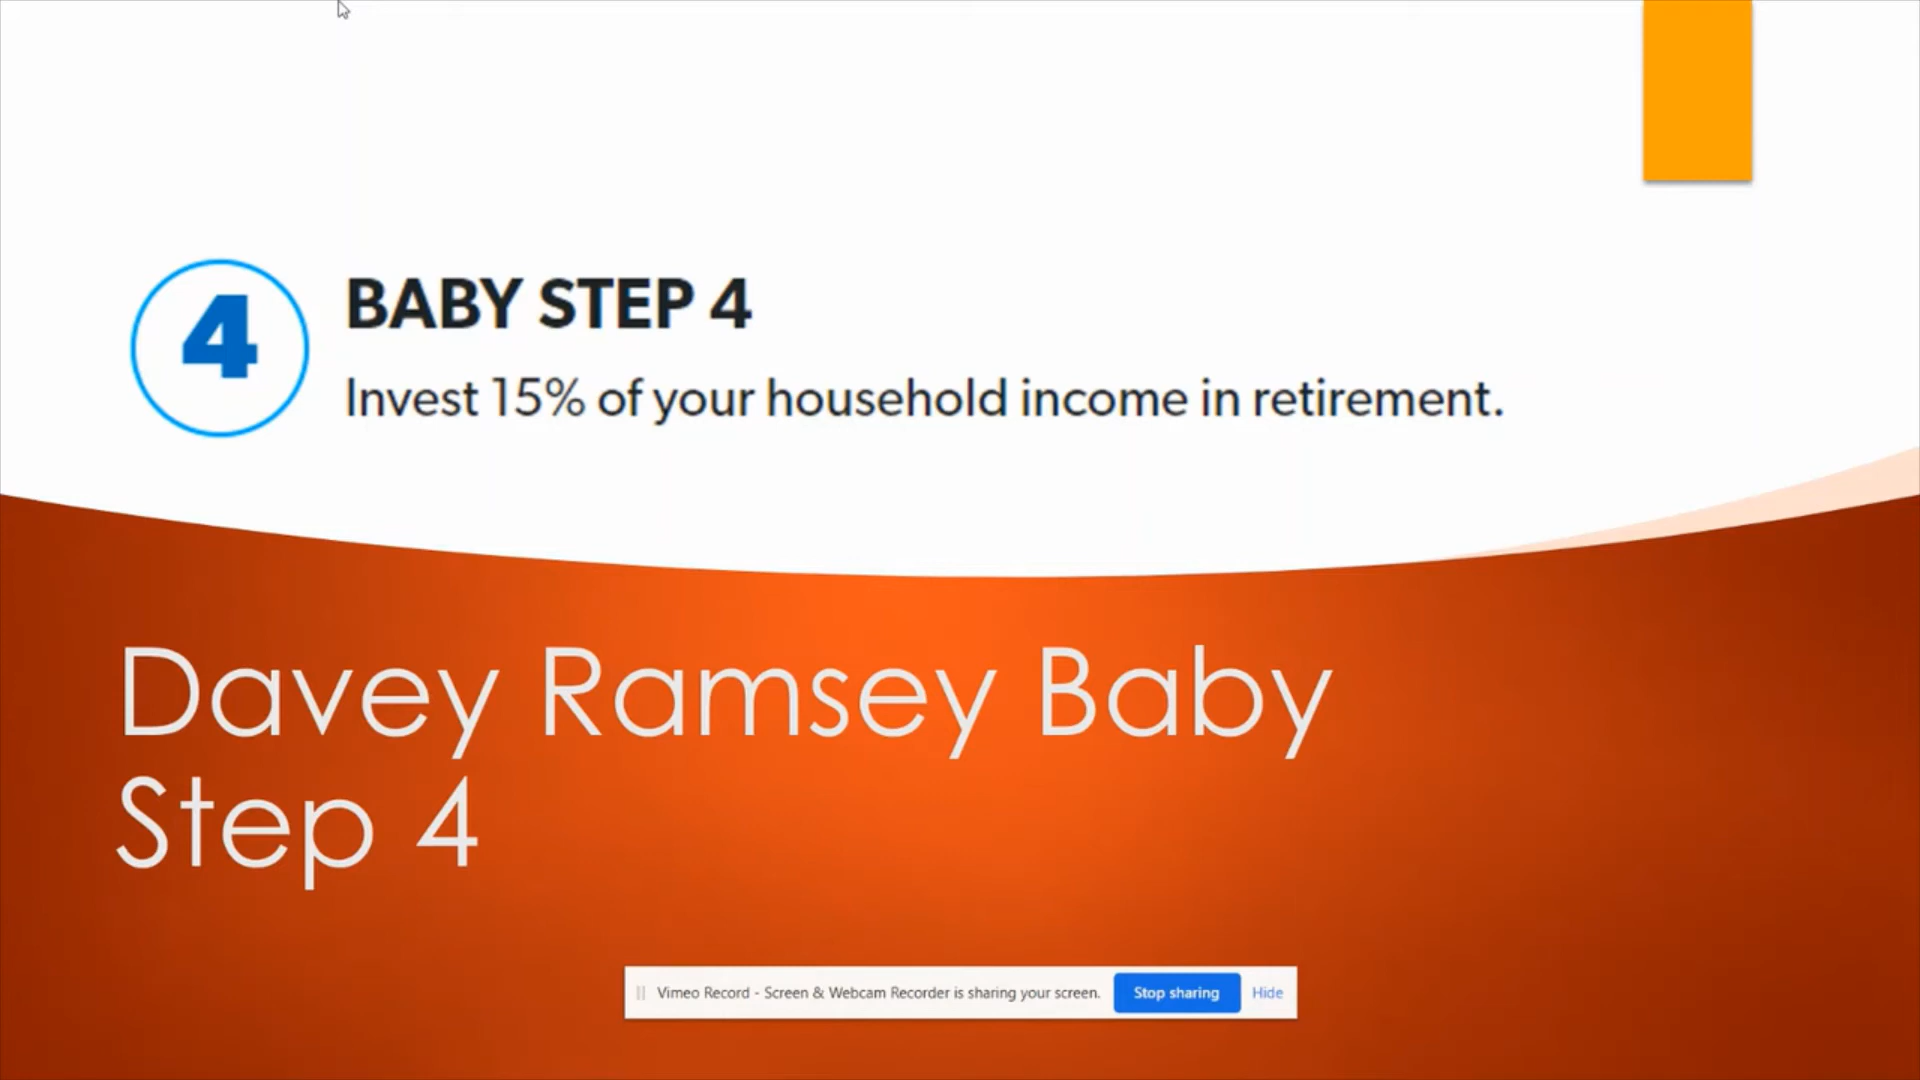 4
BABY STEP 4
Invest 15% of your household income in retirement.
Davey Ramsey Baby
Step 4
Vimeo Record - Screen & Webcam Recorder is sharing your screen. Stop sharing Hide